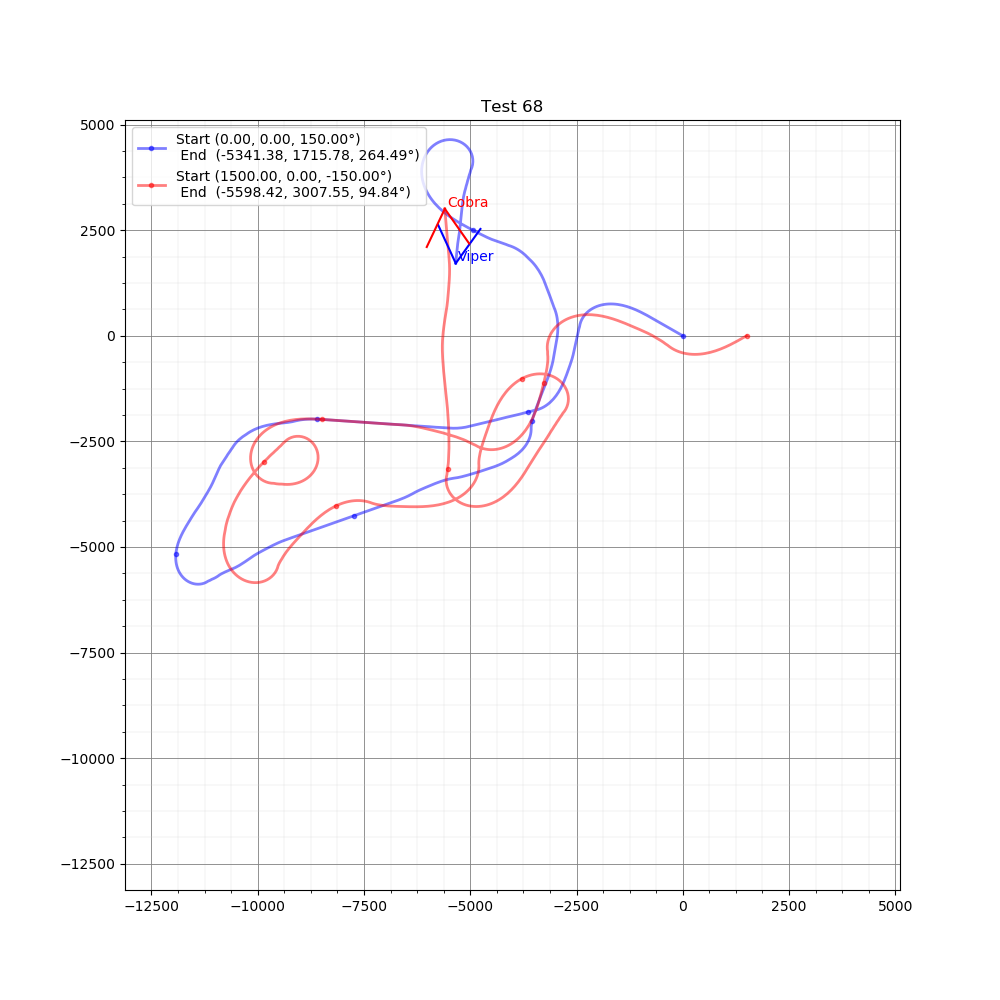 Test 68
Start (0.00, 0.00, 150.00°)
End  (-5341.38, 1715.78, 264.49°)
Start (1500.00, 0.00, -150.00°)
End  (-5598.42, 3007.55, 94.84°)
Cobra
Viper
5000
2500
0
−2500
−5000
−7500
−10000
−12500
−12500 −10000 −7500 −5000 −2500 0 2500 5000